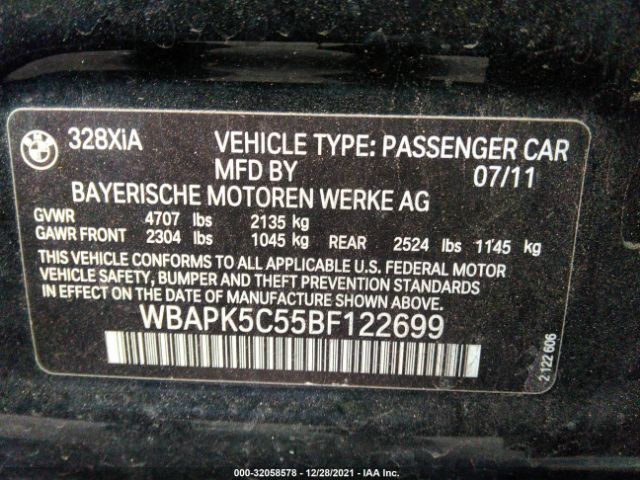 BMW
328XiA VEHICLE TYPE: PASSENGER CAR
MFD BY 07/11
BAYERISCHE MOTOREN WERKE AG
GVWR 4707 lbs 2135 kg
GAWR FRONT 2304 lbs 1045 kg REAR 2524 lbs 1145 kg
THIS VEHICLE CONFORMS TO ALL APPLICABLE U.S. FEDERAL MOTOR
VEHICLE SAFETY, BUMPER AND THEFT PREVENTION STANDARDS
IN EFFECT ON THE DATE OF MANUFACTURE SHOWN ABOVE.
WBAPK5C55BF122699
2 122 606
000-32058578 - 12/28/2021 - IAA Inc.